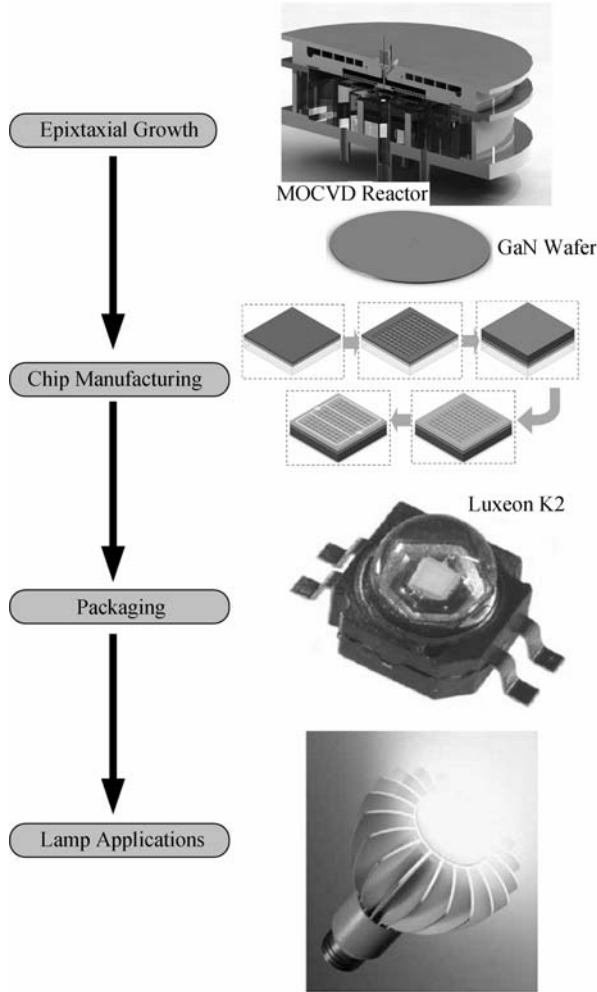 Epixtaxial Growth
MOCVD Reactor
GaN Wafer
Chip Manufacturing
Luxeon K2
Packaging
Lamp Applications